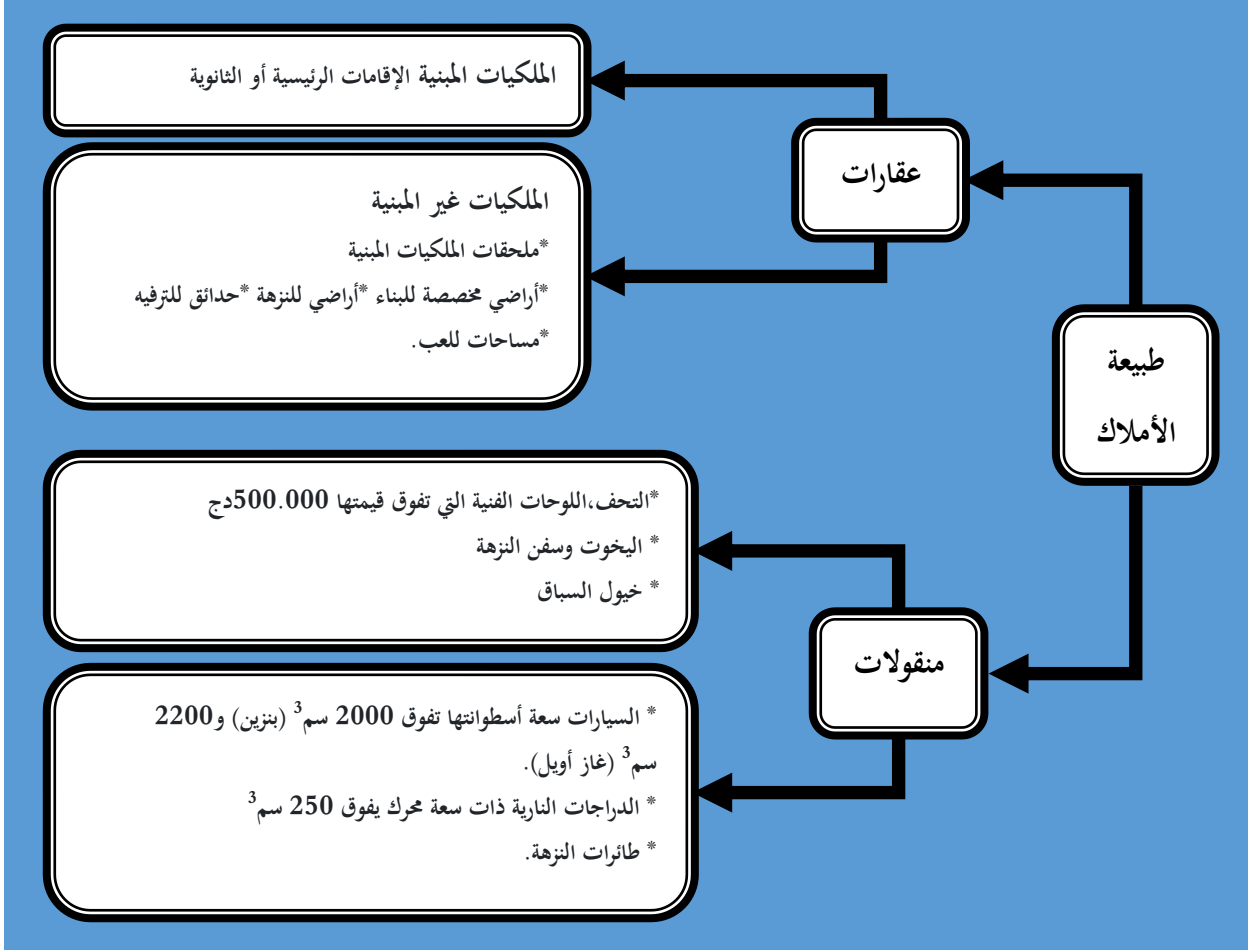 طبيعة
الأملاك
عقارات
الملكيات المبنية الإقامات الرئيسية أو الثانوية
الملكيات غير المبنية
*ملحقات الملكيات المبنية
*أراضي مخصصة للبناء *أراضي للنزهة *حدائق للترفيه
*مساحات للعب.
منقولات
*التحف،اللوحات الفنية التي تفوق قيمتها 500.000دج
* اليخوت وسفن النزهة
* خيول السباق
* السيارات سعة أسطوانتها تفوق 2000 سم³ (بنزين) و2200
سم³ (غاز أويل).
* الدراجات النارية ذات سعة محرك يفوق 250 سم³
* طائرات النزهة.